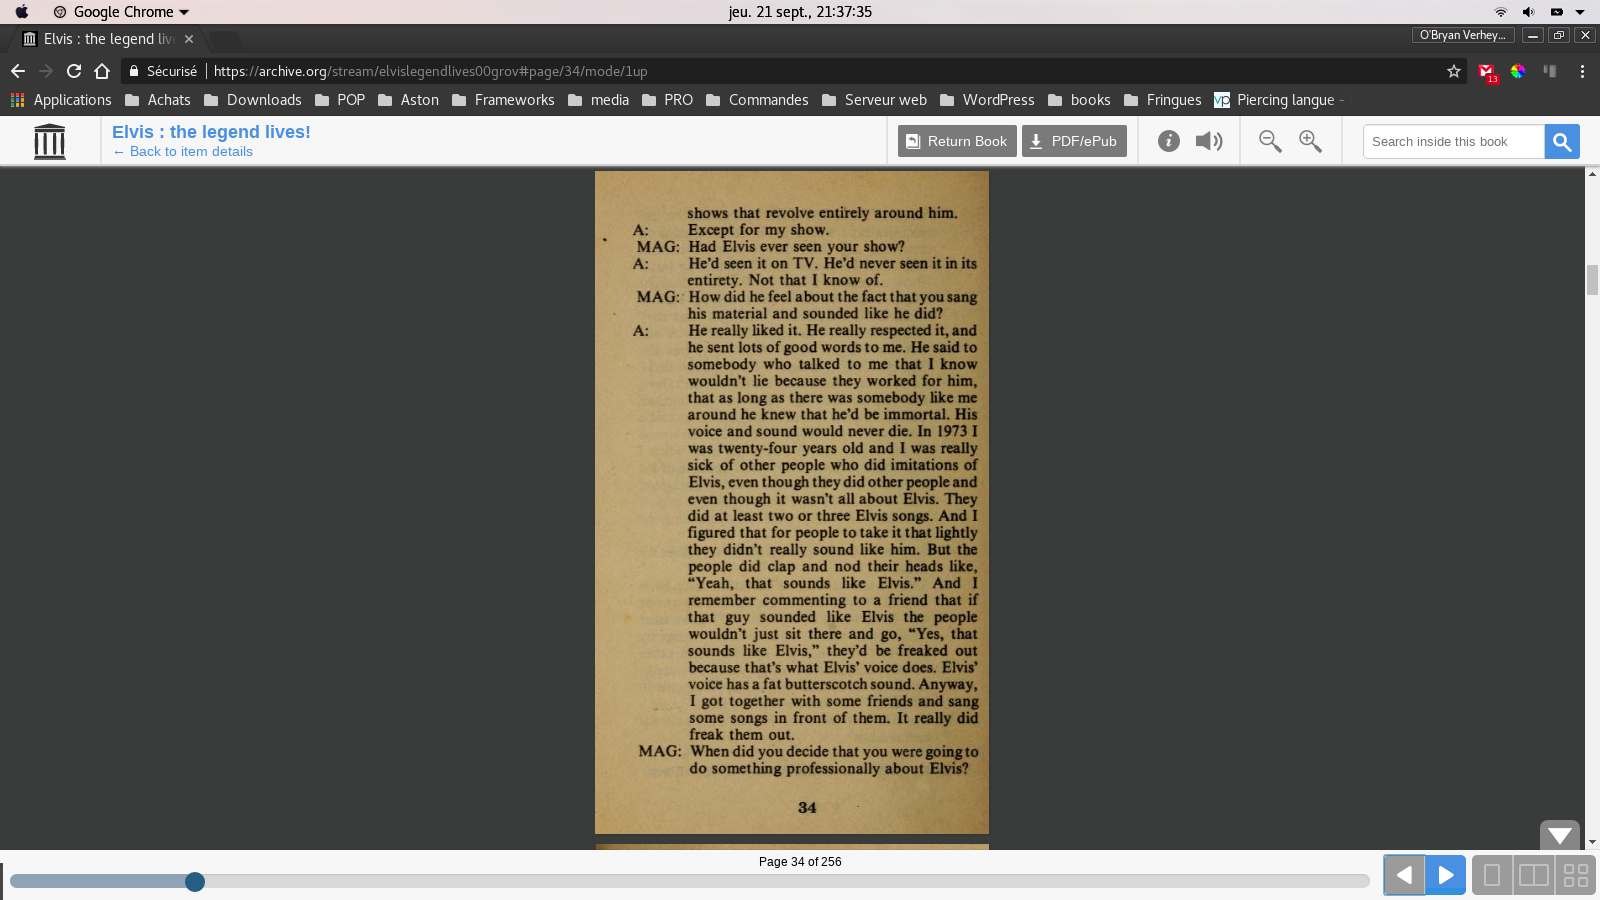 Google Chrome
jeu. 21 sept., 21:37:35
Elvis : the legend live
O'Bryan Verhey...
Sécurisé
https://archive.org/stream/elvislegendlives00grov#page/34/mode/1up
13
Applications Achats Downloads POP Aston Frameworks media PRO Commandes Serveur web WordPress books Fringues vp Piercing langue -
Elvis : the legend lives!
← Back to item details
Return Book
PDF/ePub
Search inside this book
shows that revolve entirely around him.
A: Except for my show.
MAG: Had Elvis ever seen your show?
A: He'd seen it on TV. He'd never seen it in its
entirety. Not that I know of.
MAG: How did he feel about the fact that you sang
his material and sounded like he did?
A: He really liked it. He really respected it, and
he sent lots of good words to me. He said to
somebody who talked to me that I know
wouldn't lie because they worked for him,
that as long as there was somebody like me
around he knew that he'd be immortal. His
voice and sound would never die. In 1973 I
was twenty-four years old and I was really
sick of other people who did imitations of
Elvis, even though they did other people and
even though it wasn't all about Elvis. They
did at least two or three Elvis songs. And I
figured that for people to take it that lightly
they didn't really sound like him. But the
people did clap and nod their heads like,
“Yeah, that sounds like Elvis.” And I
remember commenting to a friend that if
that guy sounded like Elvis the people
wouldn't just sit there and go, “Yes, that
sounds like Elvis,” they'd be freaked out
because that's what Elvis' voice does. Elvis'
voice has a fat butterscotch sound. Anyway,
I got together with some friends and sang
some songs in front of them. It really did
freak them out.
MAG: When did you decide that you were going to
do something professionally about Elvis?
34
Page 34 of 256